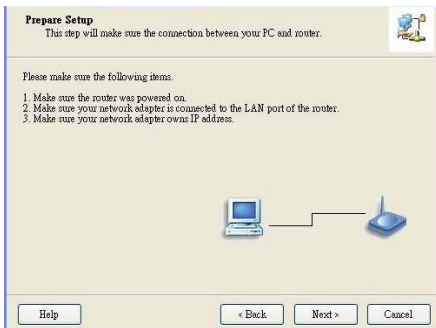 Prepare Setup
This step will make sure the connection between your PC and router.
Please make sure the following items.
1. Make sure the router was powered on.
2. Make sure your network adapter is connected to the LAN port of the router.
3. Make sure your network adapter owns IP address.
Help
< Back
Next >
Cancel